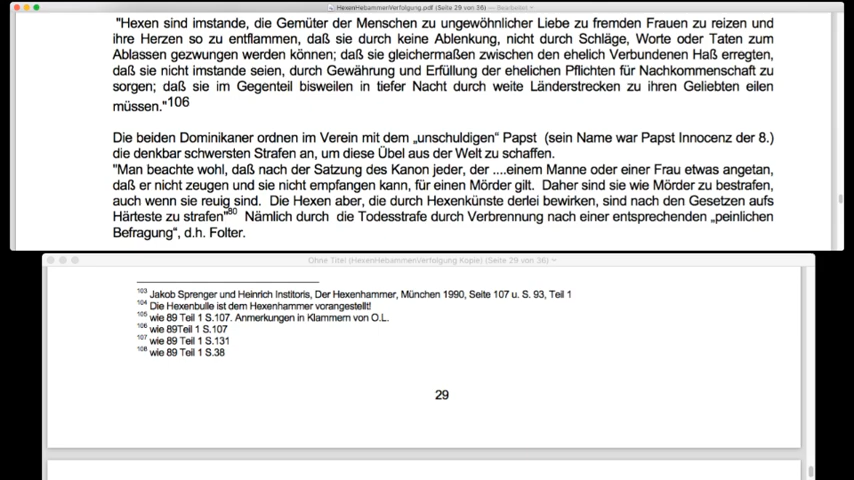 HexenHebammenVerfolgung.pdf (Seite 29 von 36) — Bearbeitet
"Hexen sind imstande, die Gemüter der Menschen zu ungewöhnlicher Liebe zu fremden Frauen zu reizen und
ihre Herzen so zu entflammen, daß sie durch keine Ablenkung, nicht durch Schläge, Worte oder Taten zum
Ablassen gezwungen werden können; daß sie gleichermaßen zwischen den ehelich Verbundenen Haß erregten,
daß sie nicht imstande seien, durch Gewährung und Erfüllung der ehelichen Pflichten für Nachkommenschaft zu
sorgen; daß sie im Gegenteil bisweilen in tiefer Nacht durch weite Länderstrecken zu ihren Geliebten eilen
müssen."106
Die beiden Dominikaner ordnen im Verein mit dem „unschuldigen“ Papst (sein Name war Papst Innocenz der 8.)
die denkbar schwersten Strafen an, um diese Übel aus der Welt zu schaffen.
"Man beachte wohl, daß nach der Satzung des Kanon jeder, der ....einem Manne oder einer Frau etwas angetan,
daß er nicht zeugen und sie nicht empfangen kann, für einen Mörder gilt. Daher sind sie wie Mörder zu bestrafen,
auch wenn sie reuig sind. Die Hexen aber, die durch Hexenkünste derlei bewirken, sind nach den Gesetzen aufs
Härteste zu strafen"80 Nämlich durch die Todesstrafe durch Verbrennung nach einer entsprechenden „peinlichen
Befragung“, d.h. Folter.
Ohne Titel (HexenHebammenVerfolgung Kopie) (Seite 29 von 36)
103 Jakob Sprenger und Heinrich Institoris, Der Hexenhammer, München 1990, Seite 107 u. S. 93, Teil 1
104 Die Hexenbulle ist dem Hexenhammer vorangestellt!
105 wie 89 Teil 1 S.107. Anmerkungen in Klammern von O.L.
106 wie 89Teil 1 S.107
107 wie 89 Teil 1 S.131
108 wie 89 Teil 1 S.38
29